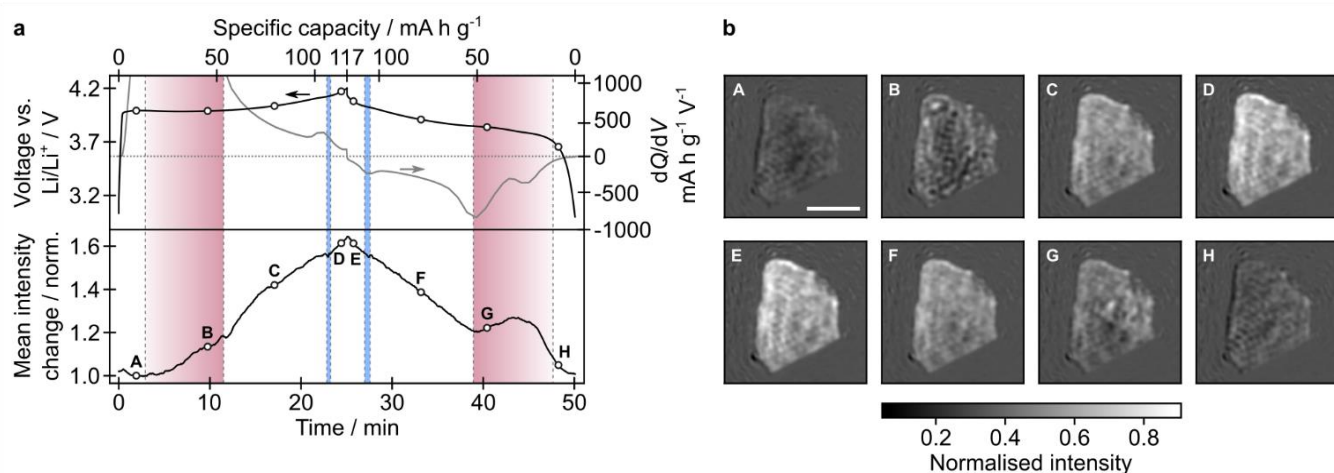 a
Specific capacity / mA h g⁻¹
0 50 100 117 100 50 0
Voltage vs.
Li/Li⁺ / V
4.2
3.7
3.2
1000
500
0
-500
-1000
dQ/dV
mA h g⁻¹ V⁻¹
Mean intensity
change / norm.
1.6
1.4
1.2
1.0
A
B
C
D
E
F
G
H
0 10 20 30 40 50
Time / min
b
A
B
C
D
E
F
G
H
0.2 0.4 0.6 0.8
Normalised intensity